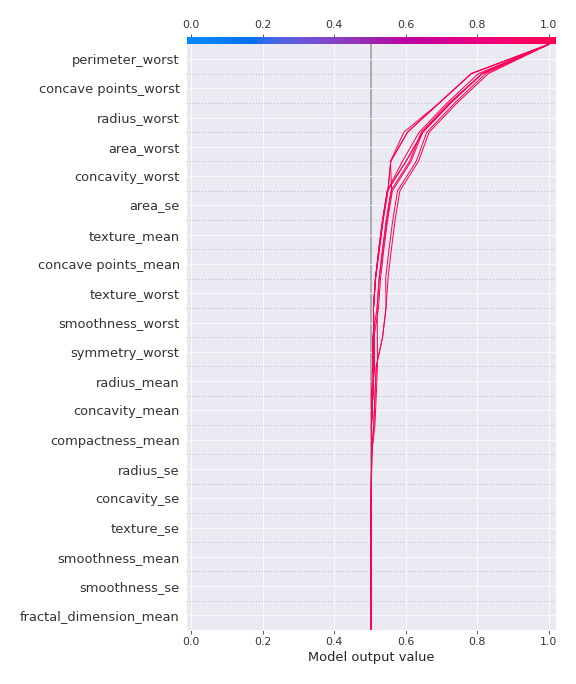 0.0 0.2 0.4 0.6 0.8 1.0
perimeter_worst
concave points_worst
radius_worst
area_worst
concavity_worst
area_se
texture_mean
concave points_mean
texture_worst
smoothness_worst
symmetry_worst
radius_mean
concavity_mean
compactness_mean
radius_se
concavity_se
texture_se
smoothness_mean
smoothness_se
fractal_dimension_mean
0.0 0.2 0.4 0.6 0.8 1.0
Model output value